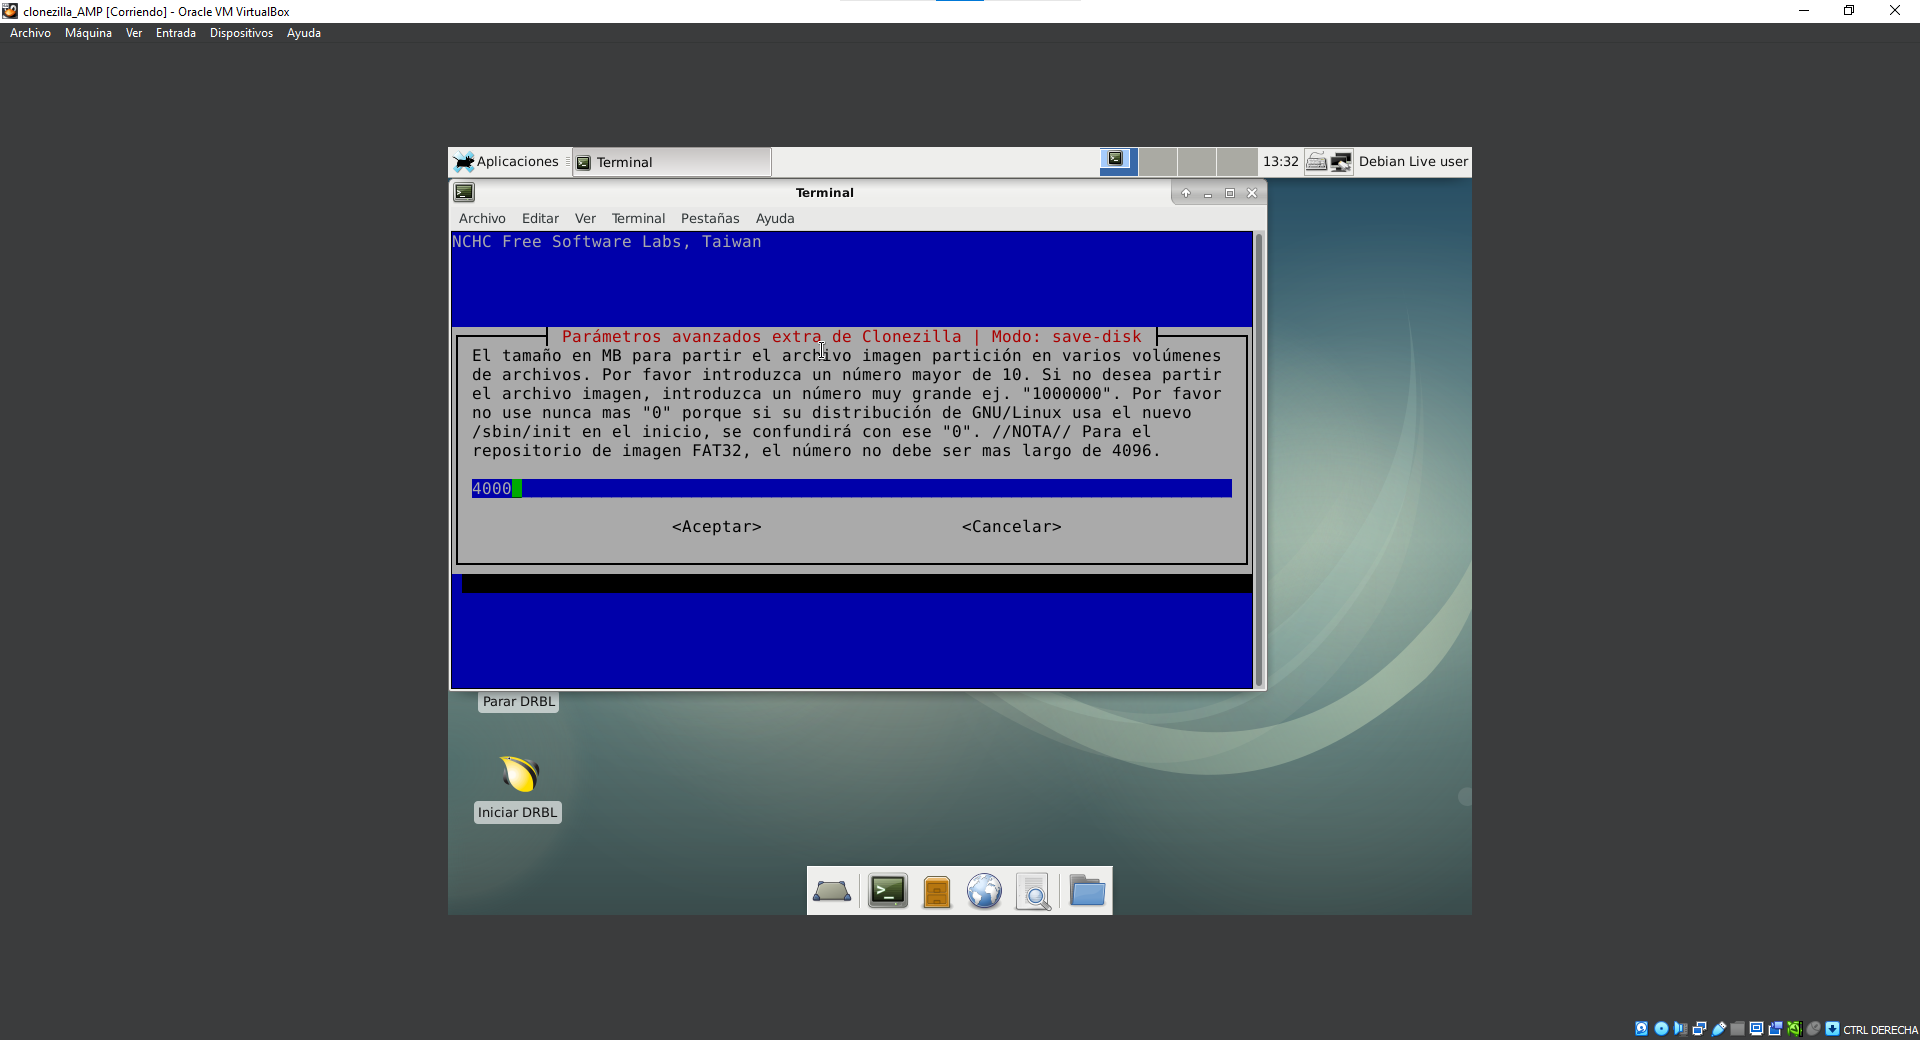 clonezilla_AMP [Corriendo] - Oracle VM VirtualBox
Archivo Máquina Ver Entrada Dispositivos Ayuda
Aplicaciones Terminal 13:32 Debian Live user
Terminal
Archivo Editar Ver Terminal Pestañas Ayuda
NCHC Free Software Labs, Taiwan
Parámetros avanzados extra de Clonezilla | Modo: save-disk
El tamaño en MB para partir el archivo imagen partición en varios volúmenes
de archivos. Por favor introduzca un número mayor de 10. Si no desea partir
el archivo imagen, introduzca un número muy grande ej. "1000000". Por favor
no use nunca mas "0" porque si su distribución de GNU/Linux usa el nuevo
/sbin/init en el inicio, se confundirá con ese "0". //NOTA// Para el
repositorio de imagen FAT32, el número no debe ser mas largo de 4096.
4000
<Aceptar> <Cancelar>
Parar DRBL
Iniciar DRBL
CTRL DERECHA